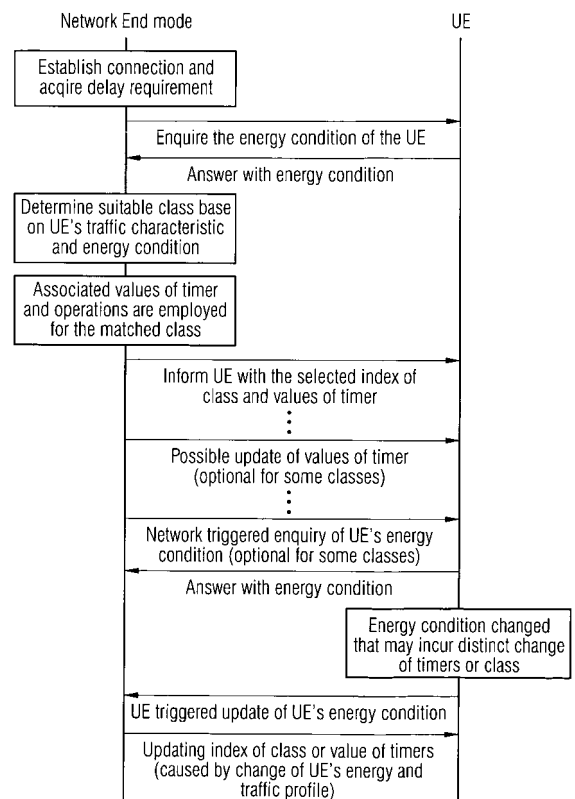 Network End mode
UE
Establish connection and
acqire delay requirement
Enquire the energy condition of the UE
Answer with energy condition
Determine suitable class base
on UE's traffic characteristic
and energy condition
Associated values of timer
and operations are employed
for the matched class
Inform UE with the selected index of
class and values of timer
Possible update of values of timer
(optional for some classes)
Network triggered enquiry of UE's energy
condition (optional for some classes)
Answer with energy condition
Energy condition changed
that may incur distinct change
of timers or class
UE triggered update of UE's energy condition
Updating index of class or value of timers
(caused by change of UE's energy and
traffic profile)